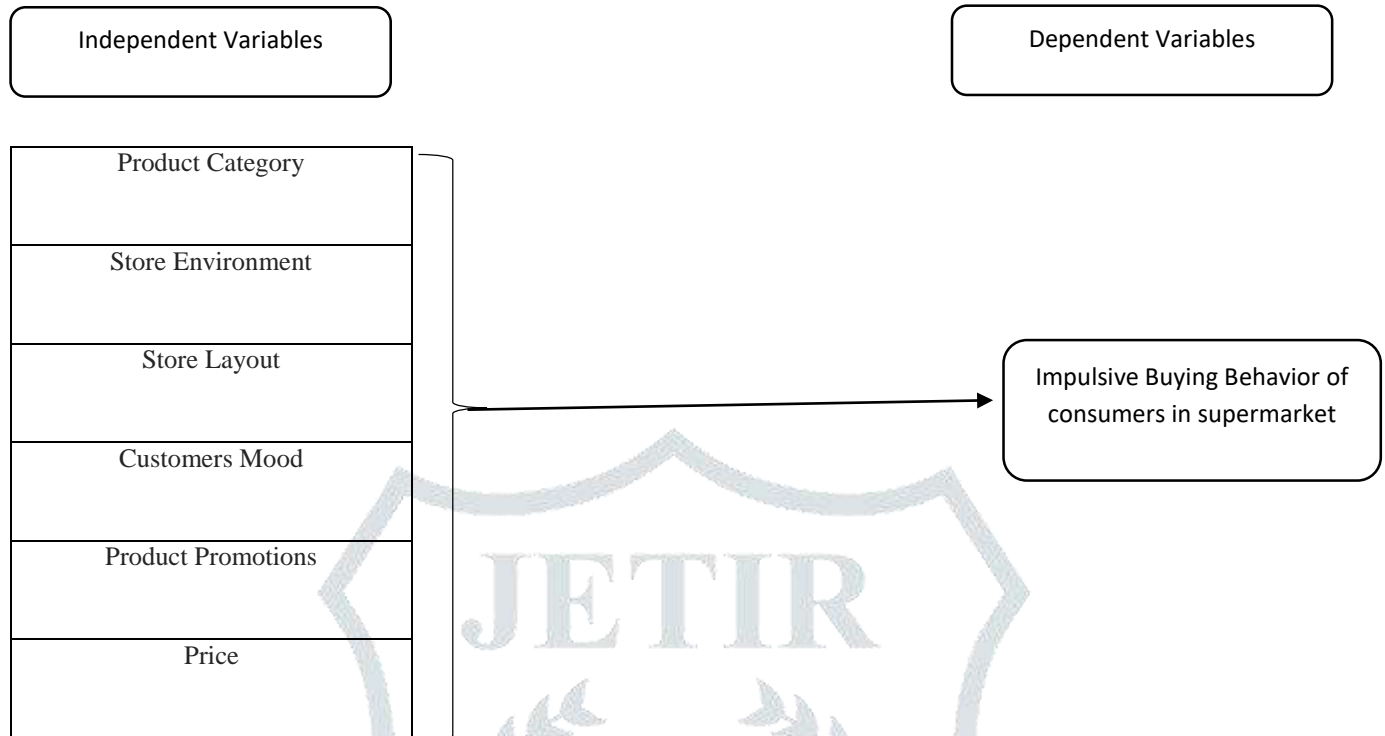 Independent Variables
Dependent Variables
Product Category
Store Environment
Store Layout
Impulsive Buying Behavior of
consumers in supermarket
Customers Mood
Product Promotions
JETIR
Price